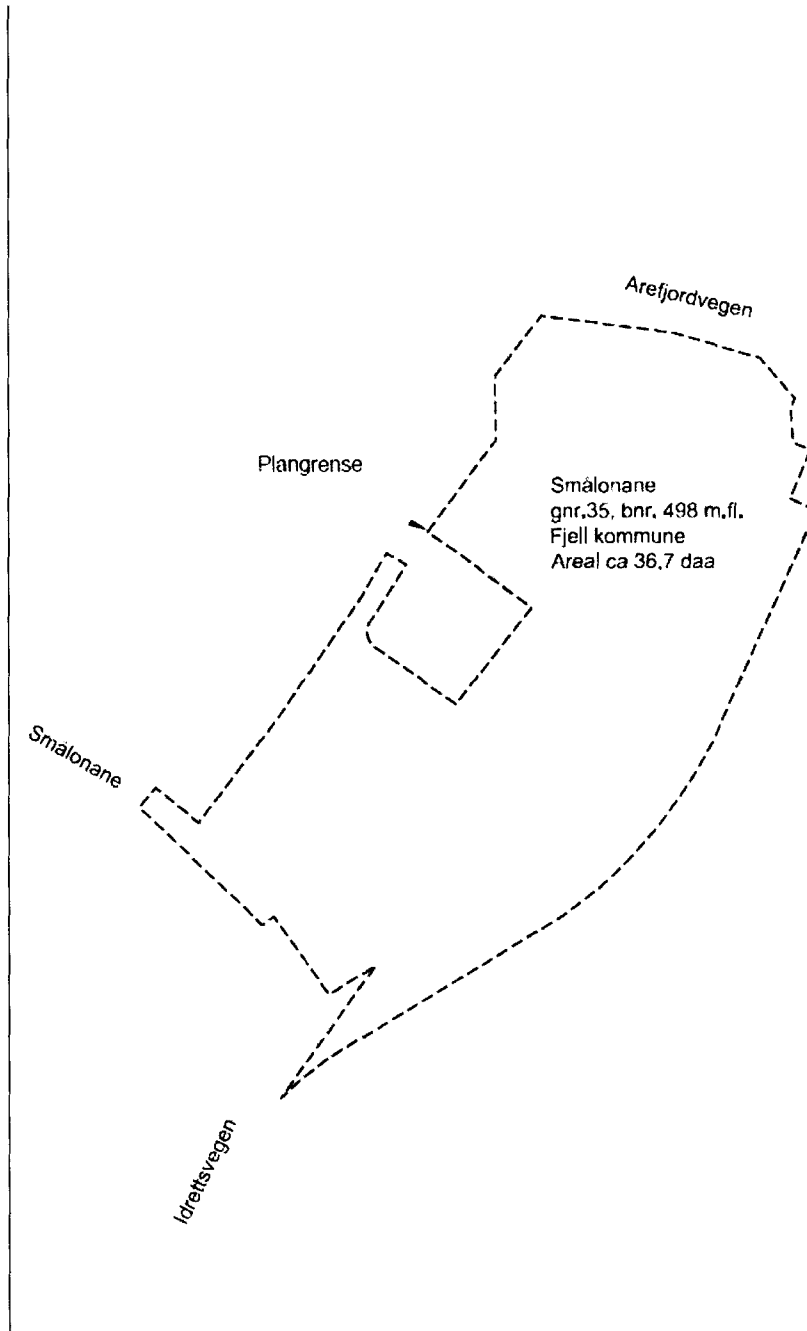 Arefjordvegen
Plangrense
Smålonane
gnr.35, bnr. 498 m.fl.
Fjell kommune
Areal ca 36,7 daa
Smålonane
Idrettsvegen